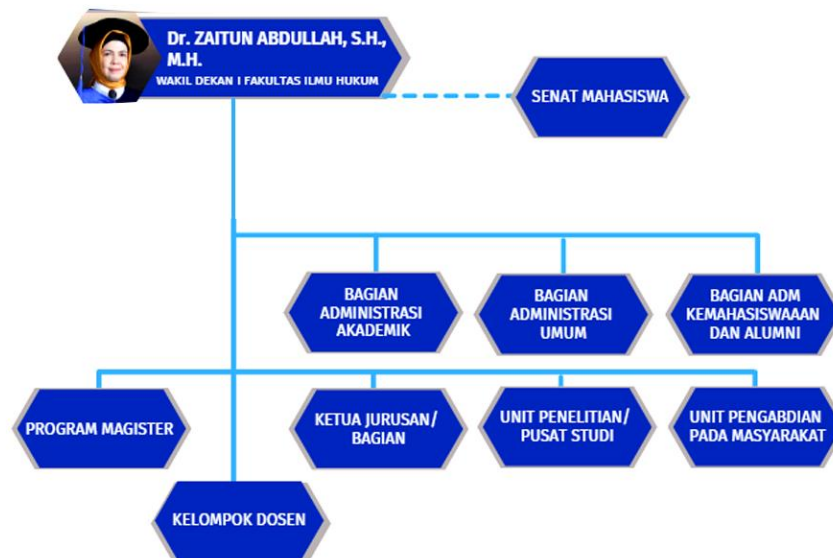 Dr. ZAITUN ABDULLAH, S.H.,
M.H.
WAKIL DEKAN I FAKULTAS ILMU HUKUM
SENAT MAHASISWA
BAGIAN
ADMINISTRASI
AKADEMIK
BAGIAN
ADMINISTRASI
UMUM
BAGIAN ADM
KEMAHASISWAAAN
DAN ALUMNI
PROGRAM MAGISTER
KETUA JURUSAN/
BAGIAN
UNIT PENELITIAN/
PUSAT STUDI
UNIT PENGABDIAN
PADA MASYARAKAT
KELOMPOK DOSEN